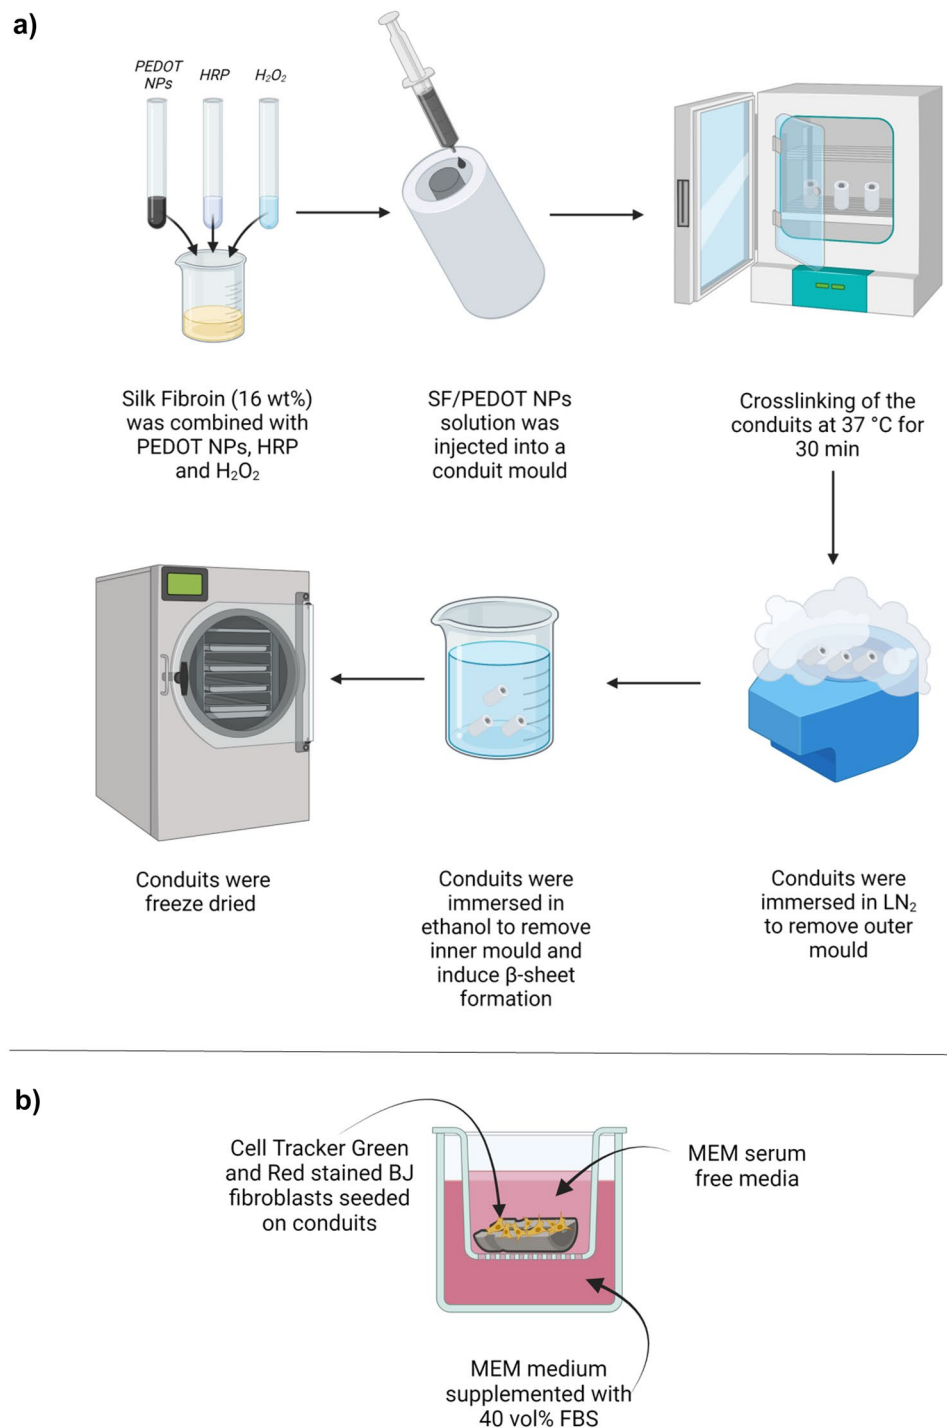 a)
PEDOT
NPs
HRP
H₂O₂
Silk Fibroin (16 wt%)
was combined with
PEDOT NPs, HRP
and H₂O₂
SF/PEDOT NPs
solution was
injected into a
conduit mould
Crosslinking of the
conduits at 37 °C for
30 min
Conduits were
freeze dried
Conduits were
immersed in
ethanol to remove
inner mould and
induce β-sheet
formation
Conduits were
immersed in LN₂
to remove outer
mould
b)
Cell Tracker Green
and Red stained BJ
fibroblasts seeded
on conduits
MEM serum
free media
MEM medium
supplemented with
40 vol% FBS